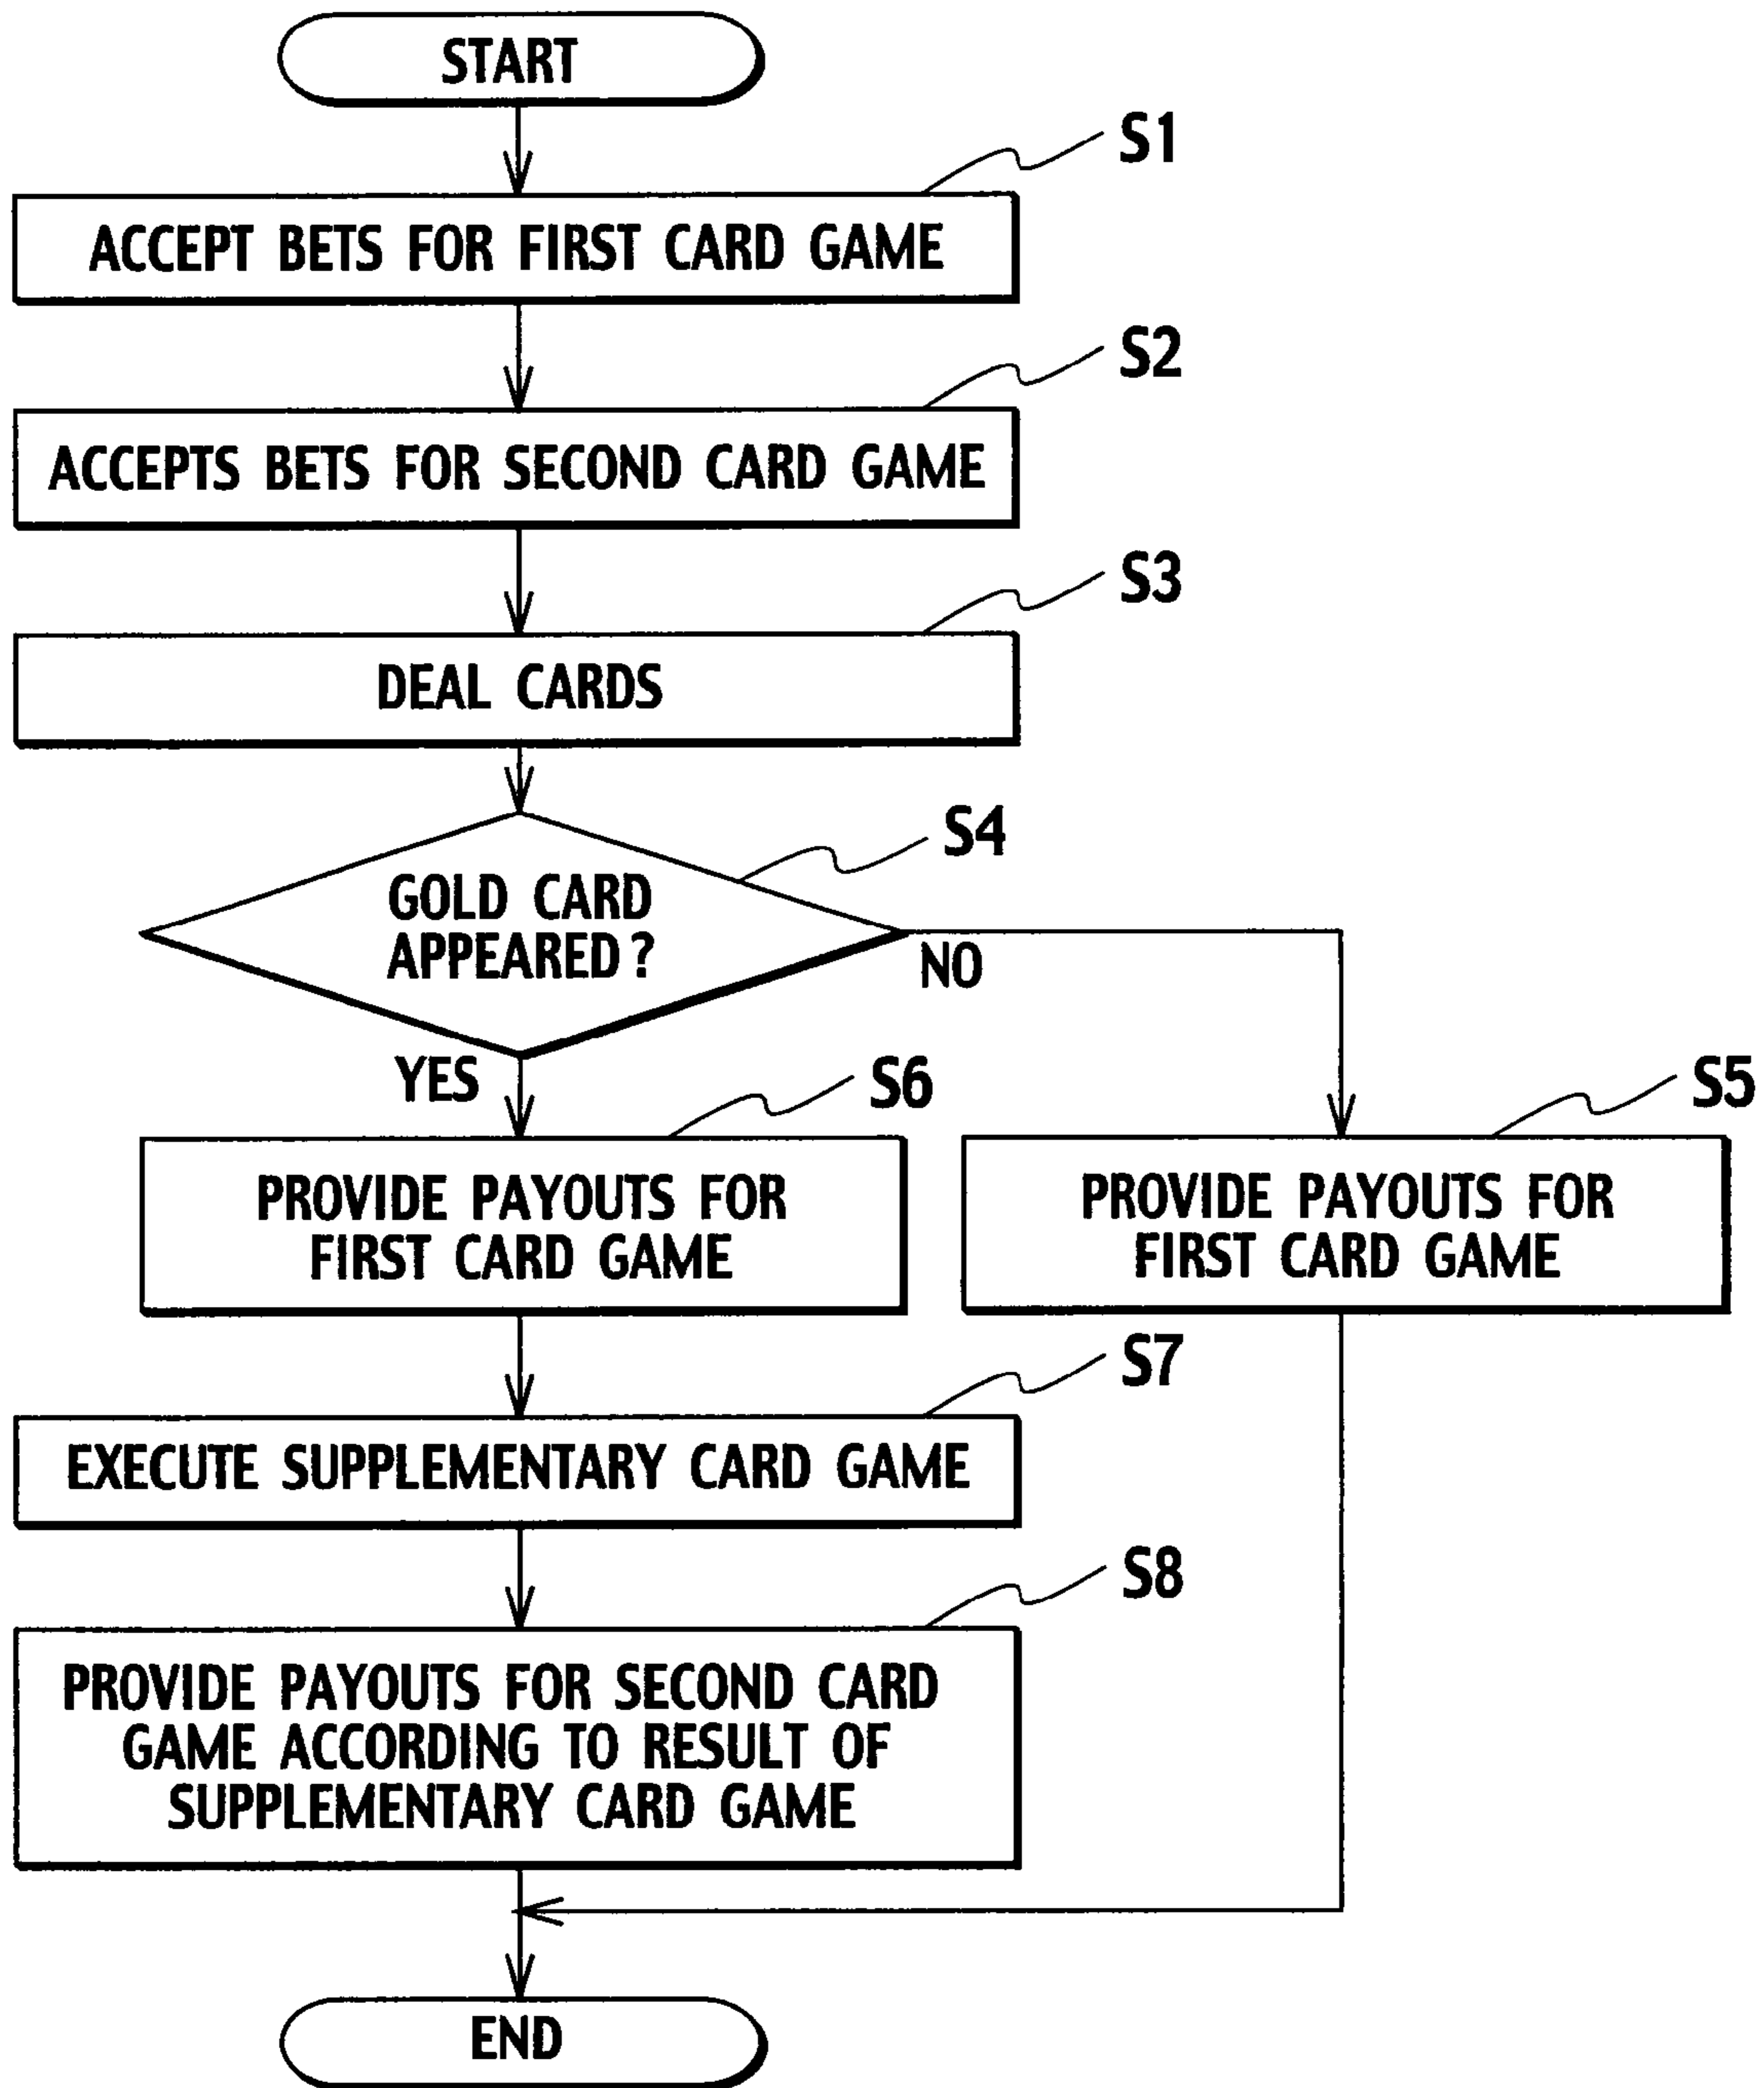 START
S1
ACCEPT BETS FOR FIRST CARD GAME
S2
ACCEPTS BETS FOR SECOND CARD GAME
S3
DEAL CARDS
S4
GOLD CARD
APPEARED?
NO
YES
S6
PROVIDE PAYOUTS FOR
FIRST CARD GAME
S5
PROVIDE PAYOUTS FOR
FIRST CARD GAME
S7
EXECUTE SUPPLEMENTARY CARD GAME
S8
PROVIDE PAYOUTS FOR SECOND CARD
GAME ACCORDING TO RESULT OF
SUPPLEMENTARY CARD GAME
END